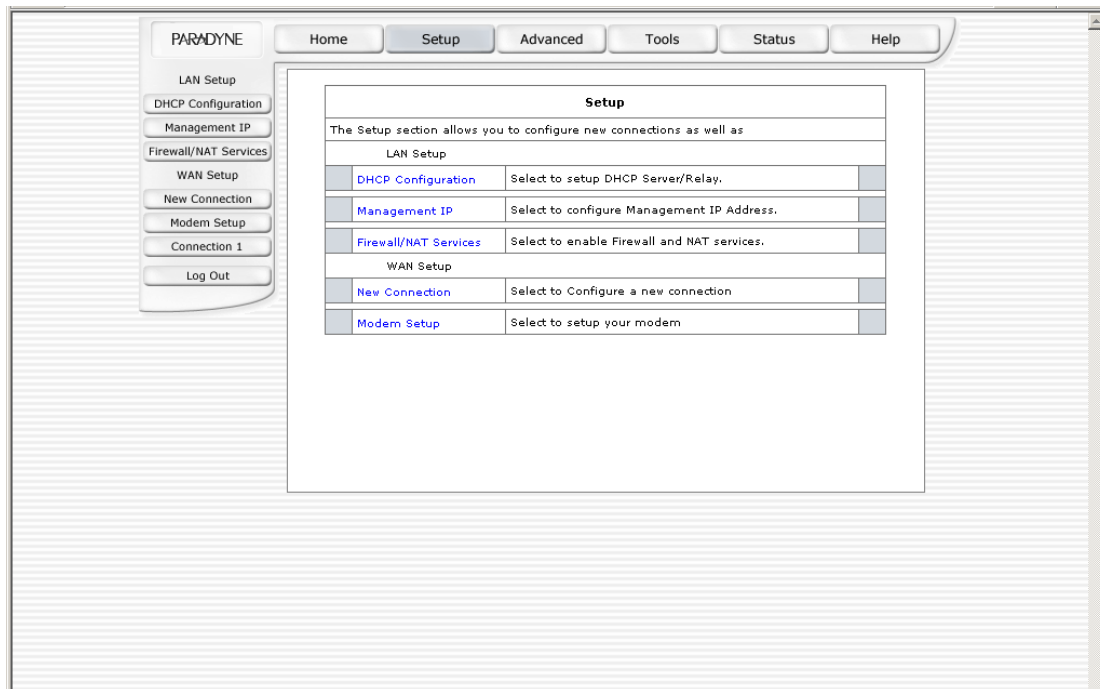 PARADYNE
Home Setup Advanced Tools Status Help
LAN Setup
DHCP Configuration
Management IP
Firewall/NAT Services
WAN Setup
New Connection
Modem Setup
Connection 1
Log Out
Setup
The Setup section allows you to configure new connections as well as
LAN Setup
DHCP Configuration Select to setup DHCP Server/Relay.
Management IP Select to configure Management IP Address.
Firewall/NAT Services Select to enable Firewall and NAT services.
WAN Setup
New Connection Select to Configure a new connection
Modem Setup Select to setup your modem